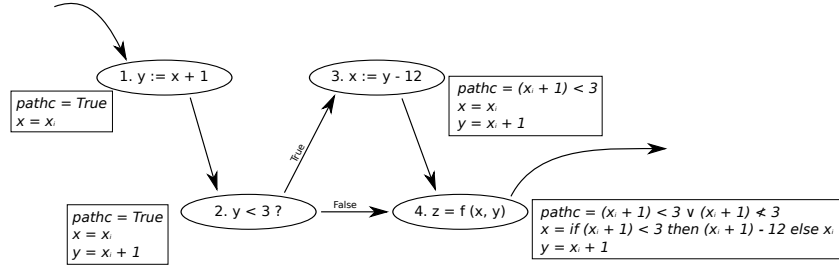 1. y := x + 1
pathc = True
x = xᵢ
3. x := y - 12
pathc = (xᵢ + 1) < 3
x = xᵢ
y = xᵢ + 1
True
2. y < 3 ?
pathc = True
x = xᵢ
y = xᵢ + 1
False
4. z = f (x, y)
pathc = (xᵢ + 1) < 3 ∨ (xᵢ + 1) ≮ 3
x = if (xᵢ + 1) < 3 then (xᵢ + 1) - 12 else xᵢ
y = xᵢ + 1